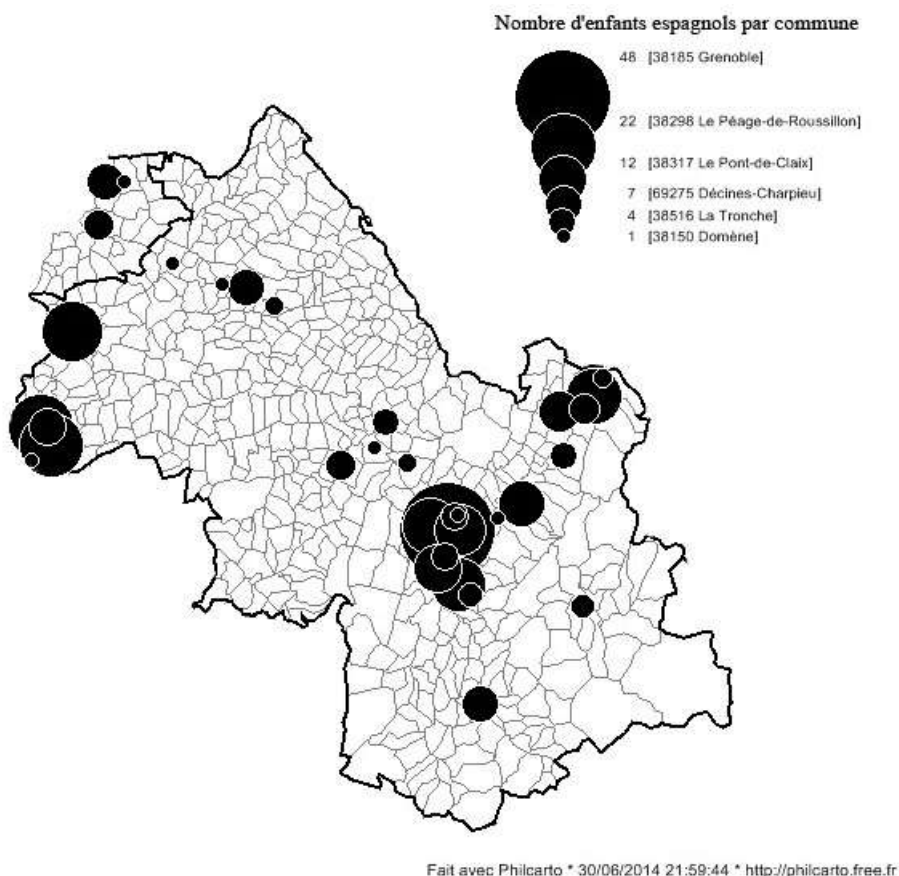 Nombre d'enfants espagnols par commune
48 [38185 Grenoble]
22 [38298 Le Péage-de-Roussillon]
12 [38317 Le Pont-de-Claix]
7 [69275 Décines-Charpieu]
4 [38516 La Tronche]
1 [38150 Domène]
Fait avec Philcarto * 30/06/2014 21:59:44 * http://philcarto.free.fr